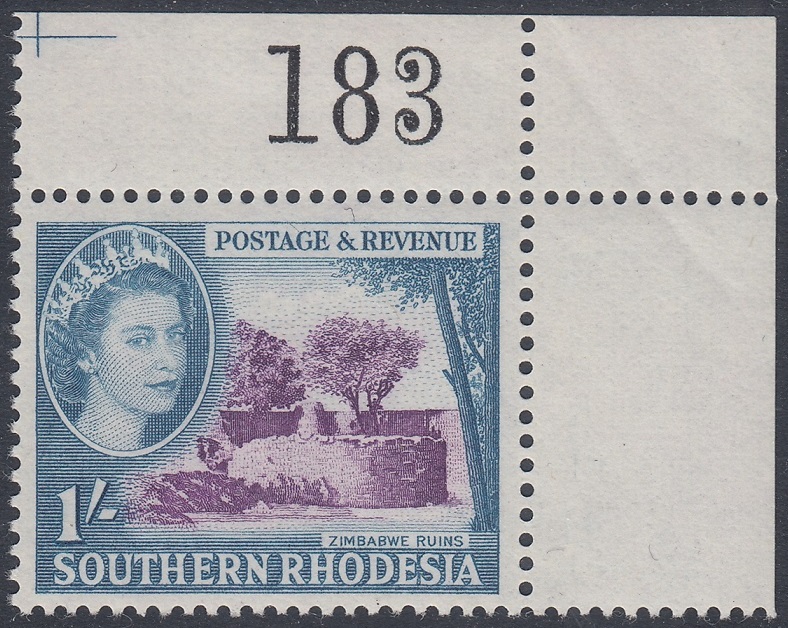 183
POSTAGE & REVENUE
1/-
ZIMBABWE RUINS
SOUTHERN RHODESIA